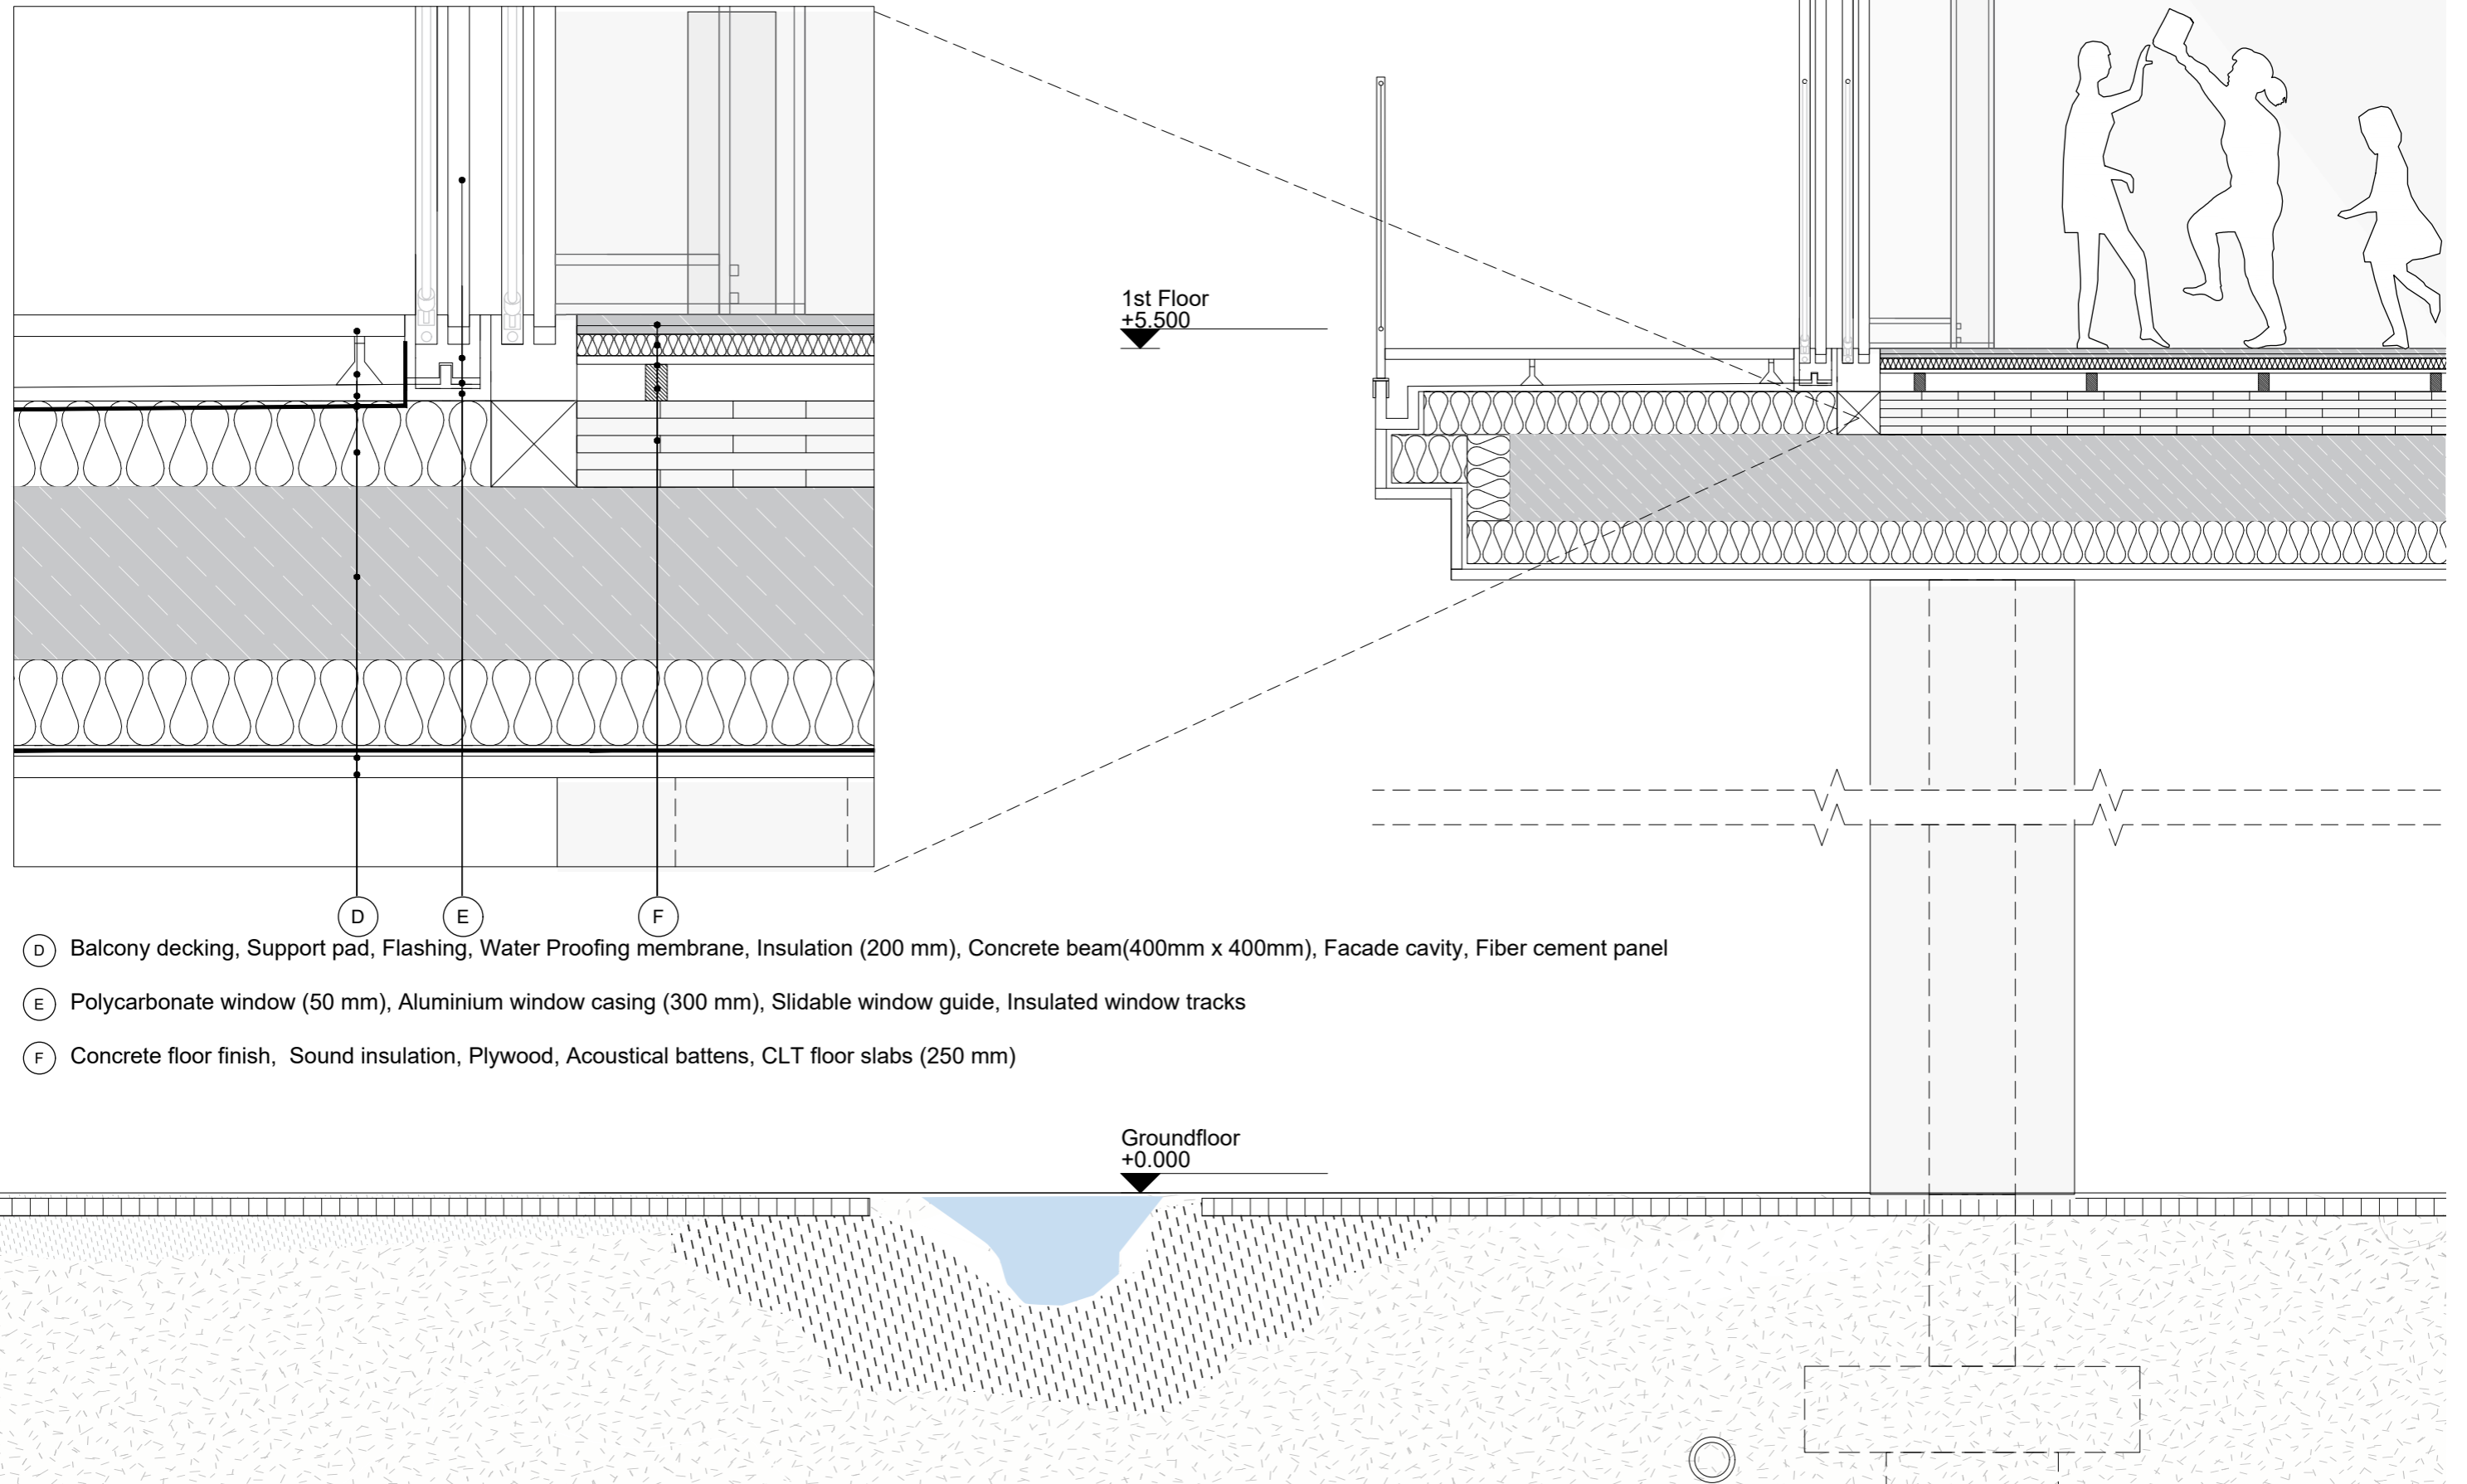 1st Floor
+5.500
D
E
F
D Balcony decking, Support pad, Flashing, Water Proofing membrane, Insulation (200 mm), Concrete beam(400mm x 400mm), Facade cavity, Fiber cement panel
E Polycarbonate window (50 mm), Aluminium window casing (300 mm), Slidable window guide, Insulated window tracks
F Concrete floor finish,  Sound insulation, Plywood, Acoustical battens, CLT floor slabs (250 mm)
Groundfloor
+0.000